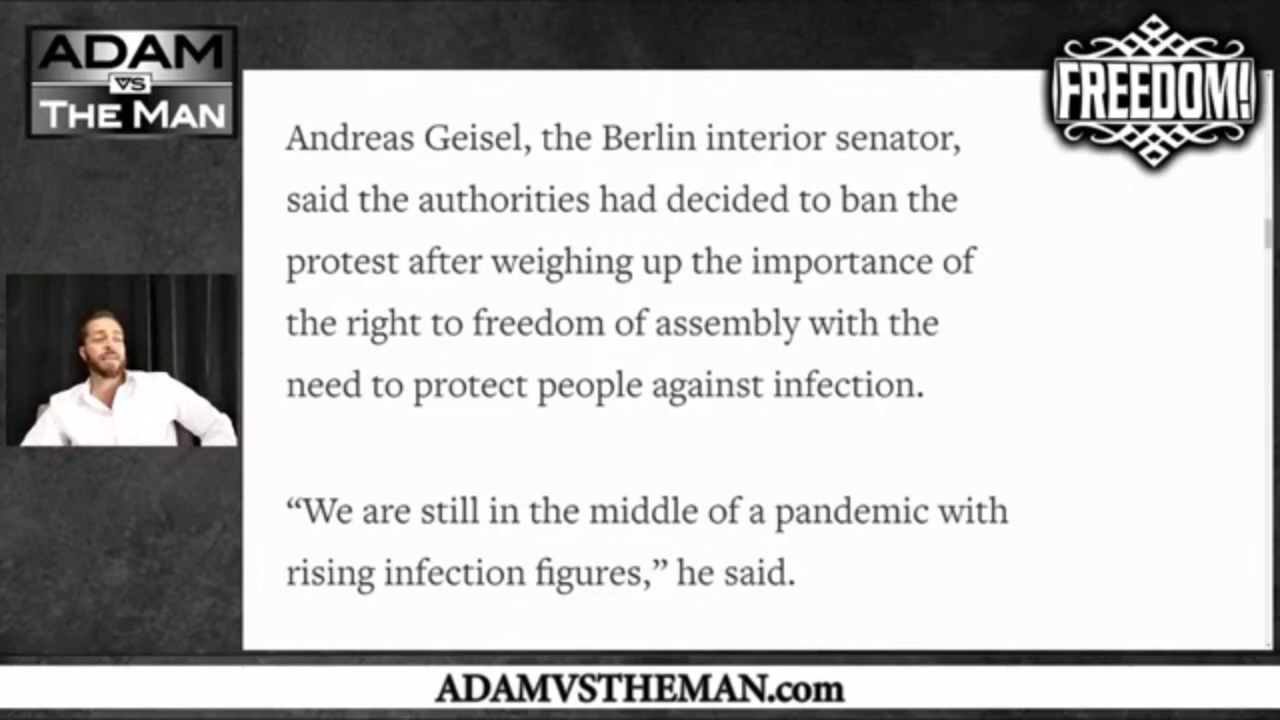 ADAM
VS
THE MAN
FREEDOM!
Andreas Geisel, the Berlin interior senator,
said the authorities had decided to ban the
protest after weighing up the importance of
the right to freedom of assembly with the
need to protect people against infection.
“We are still in the middle of a pandemic with
rising infection figures,” he said.
ADAMVSTHEMAN.com